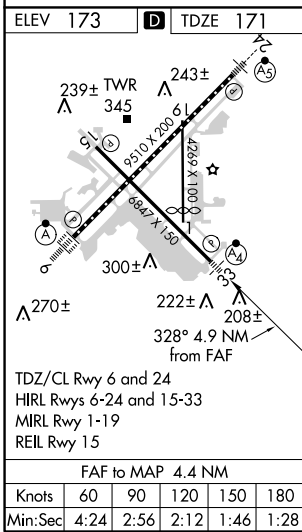 ELEV 173 D TDZE 171
239± TWR 345 243± 24
A5
P
15 P
19
9510 X 200
4269 X 100
6847 X 150
A P
6
1
P A4
33
300±
270± 222± 208±
328° 4.9 NM
from FAF
TDZ/CL Rwy 6 and 24
HIRL Rwys 6-24 and 15-33
MIRL Rwy 1-19
REIL Rwy 15
FAF to MAP 4.4 NM
Knots 60 90 120 150 180
Min:Sec 4:24 2:56 2:12 1:46 1:28